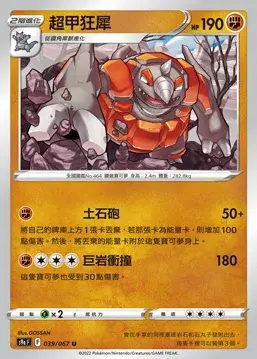 2階進化
超甲狂犀
HP 190
從鑽角犀獸進化
全國圖鑑No.464 鑽錐寶可夢 身高：2.4m 體重：282.8kg
土石砲 50+
將自己的牌庫上方1張卡丟棄，若那張卡為能量卡，則增加100
點傷害。然後，將丟棄的能量卡附於這隻寶可夢身上。
巨岩衝撞 180
這隻寶可夢也受到30點傷害。
弱點 ×2 抵抗力 撤退
Illus. GOSSAN
s9a F 039/067 U
©2022 Pokémon/Nintendo/Creatures/GAME FREAK.